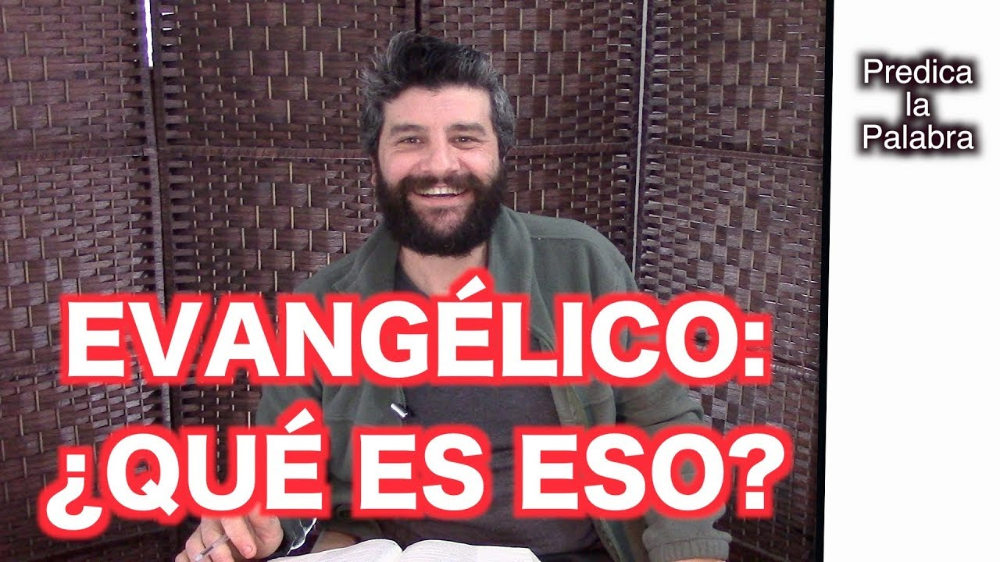 EVANGÉLICO:
¿QUÉ ES ESO?
Predica
la
Palabra